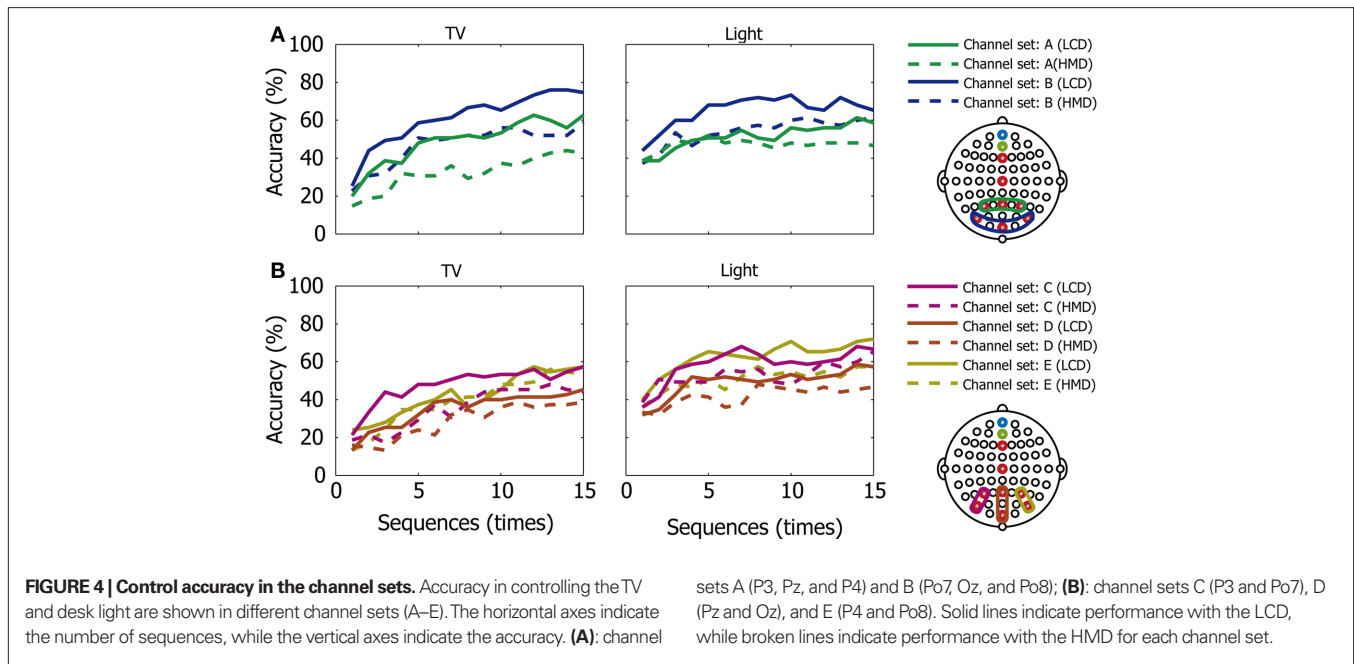 A
TV
Light
100
80
60
40
20
0
Accuracy (%)
Channel set: A (LCD)
Channel set: A(HMD)
Channel set: B (LCD)
Channel set: B (HMD)
B
TV
Light
100
80
60
40
20
0
Accuracy (%)
0 5 10 15
0 5 10 15
Sequences (times)
Sequences (times)
Channel set: C (LCD)
Channel set: C (HMD)
Channel set: D (LCD)
Channel set: D (HMD)
Channel set: E (LCD)
Channel set: E (HMD)
FIGURE 4 | Control accuracy in the channel sets. Accuracy in controlling the TV
and desk light are shown in different channel sets (A–E). The horizontal axes indicate
the number of sequences, while the vertical axes indicate the accuracy. (A): channel
sets A (P3, Pz, and P4) and B (Po7, Oz, and Po8); (B): channel sets C (P3 and Po7), D
(Pz and Oz), and E (P4 and Po8). Solid lines indicate performance with the LCD,
while broken lines indicate performance with the HMD for each channel set.